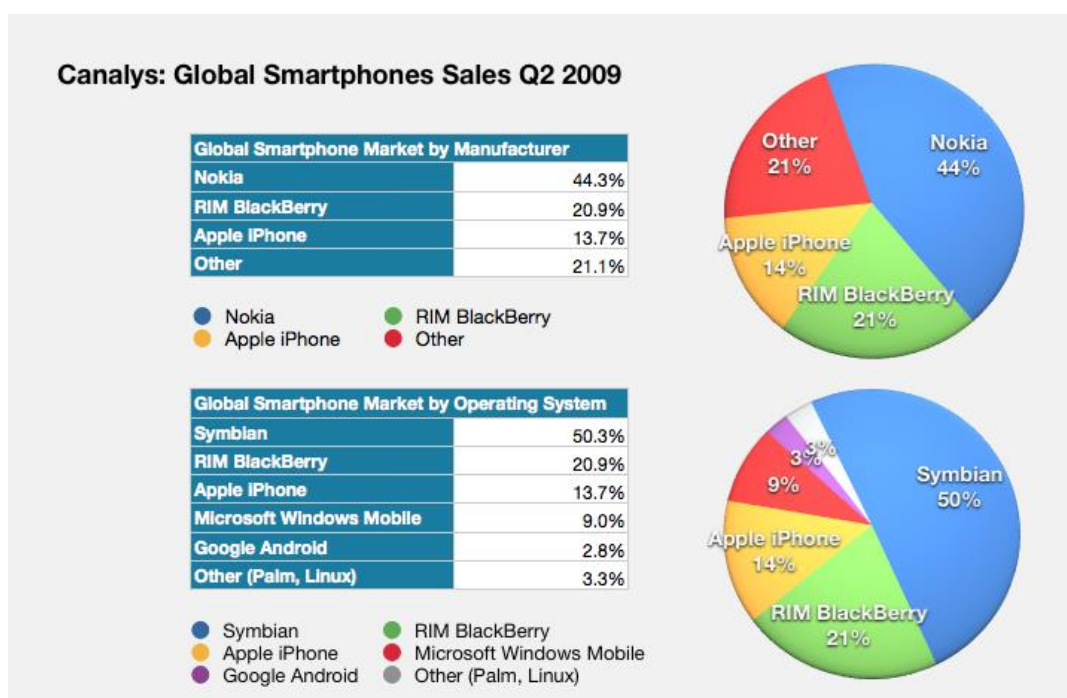 Canalys: Global Smartphones Sales Q2 2009
Global Smartphone Market by Manufacturer
Nokia 44.3%
RIM BlackBerry 20.9%
Apple iPhone 13.7%
Other 21.1%
Nokia RIM BlackBerry
Apple iPhone Other
Other
21%
Nokia
44%
Apple iPhone
14%
RIM BlackBerry
21%
Global Smartphone Market by Operating System
Symbian 50.3%
RIM BlackBerry 20.9%
Apple iPhone 13.7%
Microsoft Windows Mobile 9.0%
Google Android 2.8%
Other (Palm, Linux) 3.3%
Symbian RIM BlackBerry
Apple iPhone Microsoft Windows Mobile
Google Android Other (Palm, Linux)
3%
3%
9%
Symbian
50%
Apple iPhone
14%
RIM BlackBerry
21%